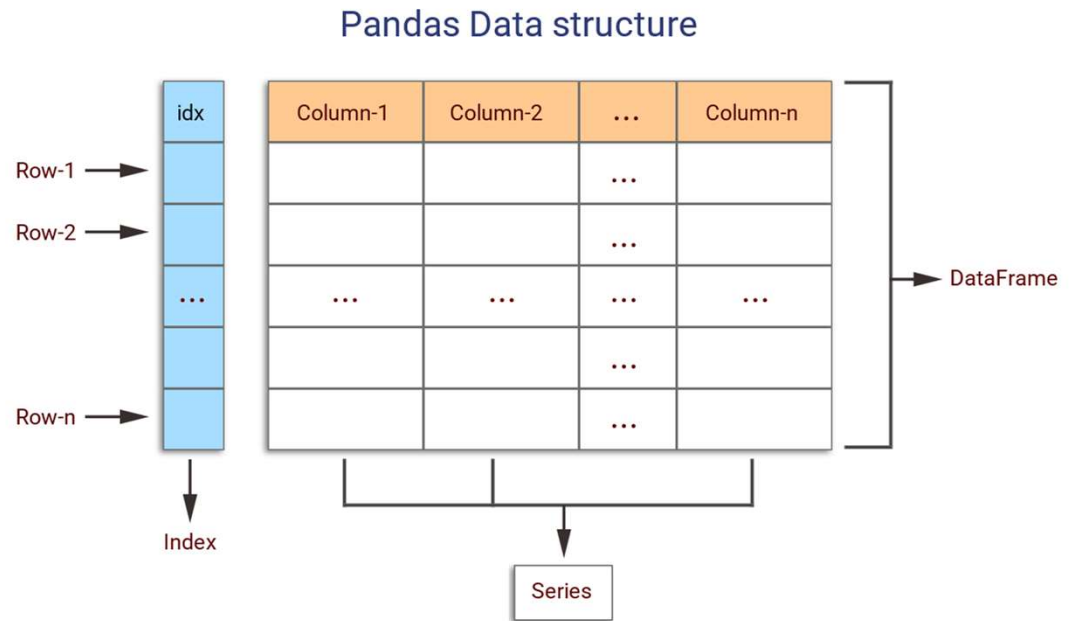 Pandas Data structure
idx Column-1 Column-2 ... Column-n
Row-1 ...
Row-2 ...
... ... ... ... ...
DataFrame
...
Row-n ...
Index
Series